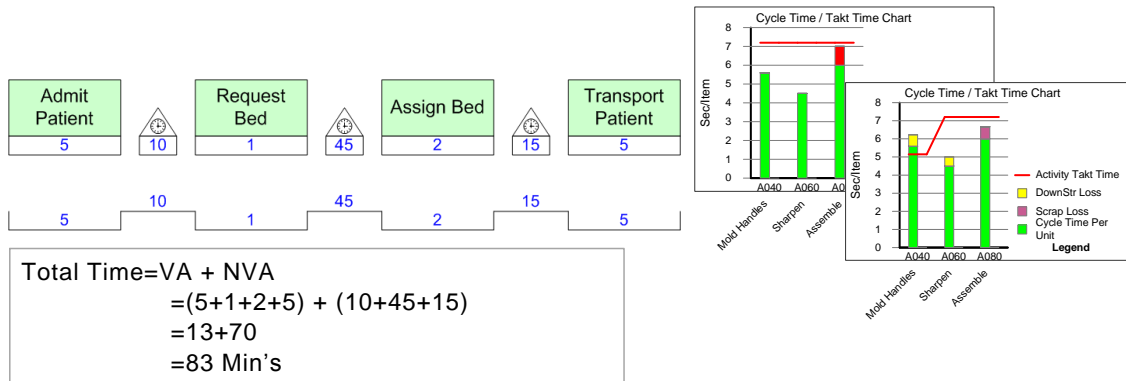 Admit
Patient
5
10
Request
Bed
1
45
Assign Bed
2
15
Transport
Patient
5
5
10
1
45
2
15
5
Total Time=VA + NVA
=(5+1+2+5) + (10+45+15)
=13+70
=83 Min’s
Cycle Time / Takt Time Chart
Sec/Item
8
7
6
5
4
3
2
1
0
A040
A060
Mold Handles
Sharpen
Assemble
Cycle Time / Takt Time Chart
Sec/Item
8
7
6
5
4
3
2
1
0
A040
A060
A080
Mold Handles
Sharpen
Assemble
Activity Takt Time
DownStr Loss
Scrap Loss
Cycle Time Per
Unit
Legend